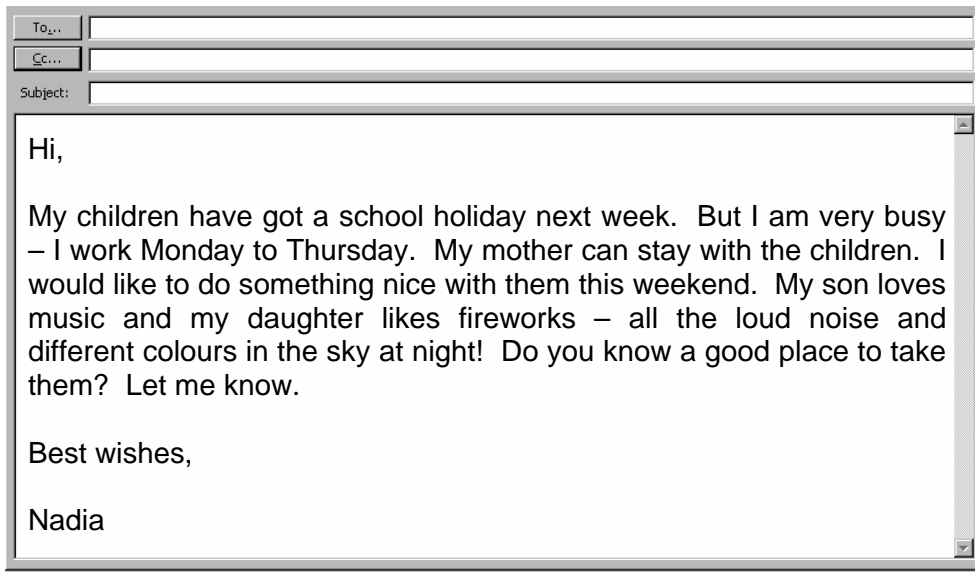 To...
Cc...
Subject:
Hi,
My children have got a school holiday next week. But I am very busy
– I work Monday to Thursday. My mother can stay with the children. I
would like to do something nice with them this weekend. My son loves
music and my daughter likes fireworks – all the loud noise and
different colours in the sky at night! Do you know a good place to take
them? Let me know.
Best wishes,
Nadia